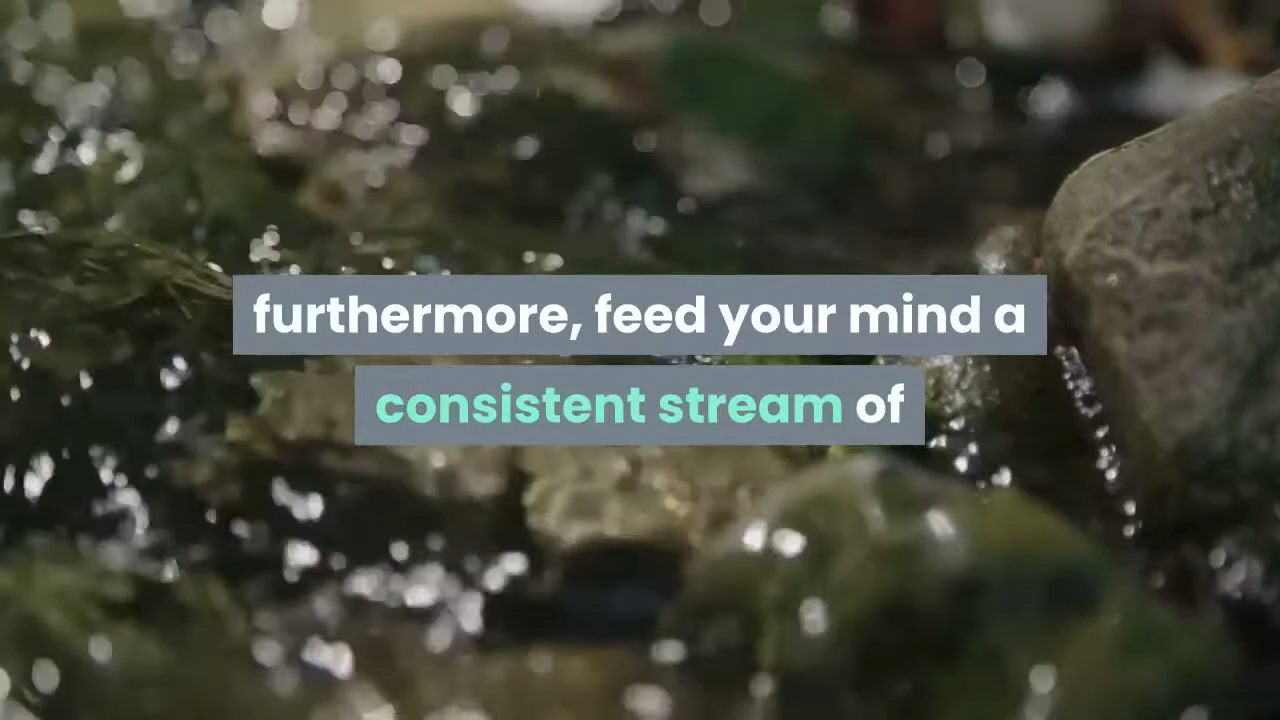 furthermore, feed your mind a
consistent stream of